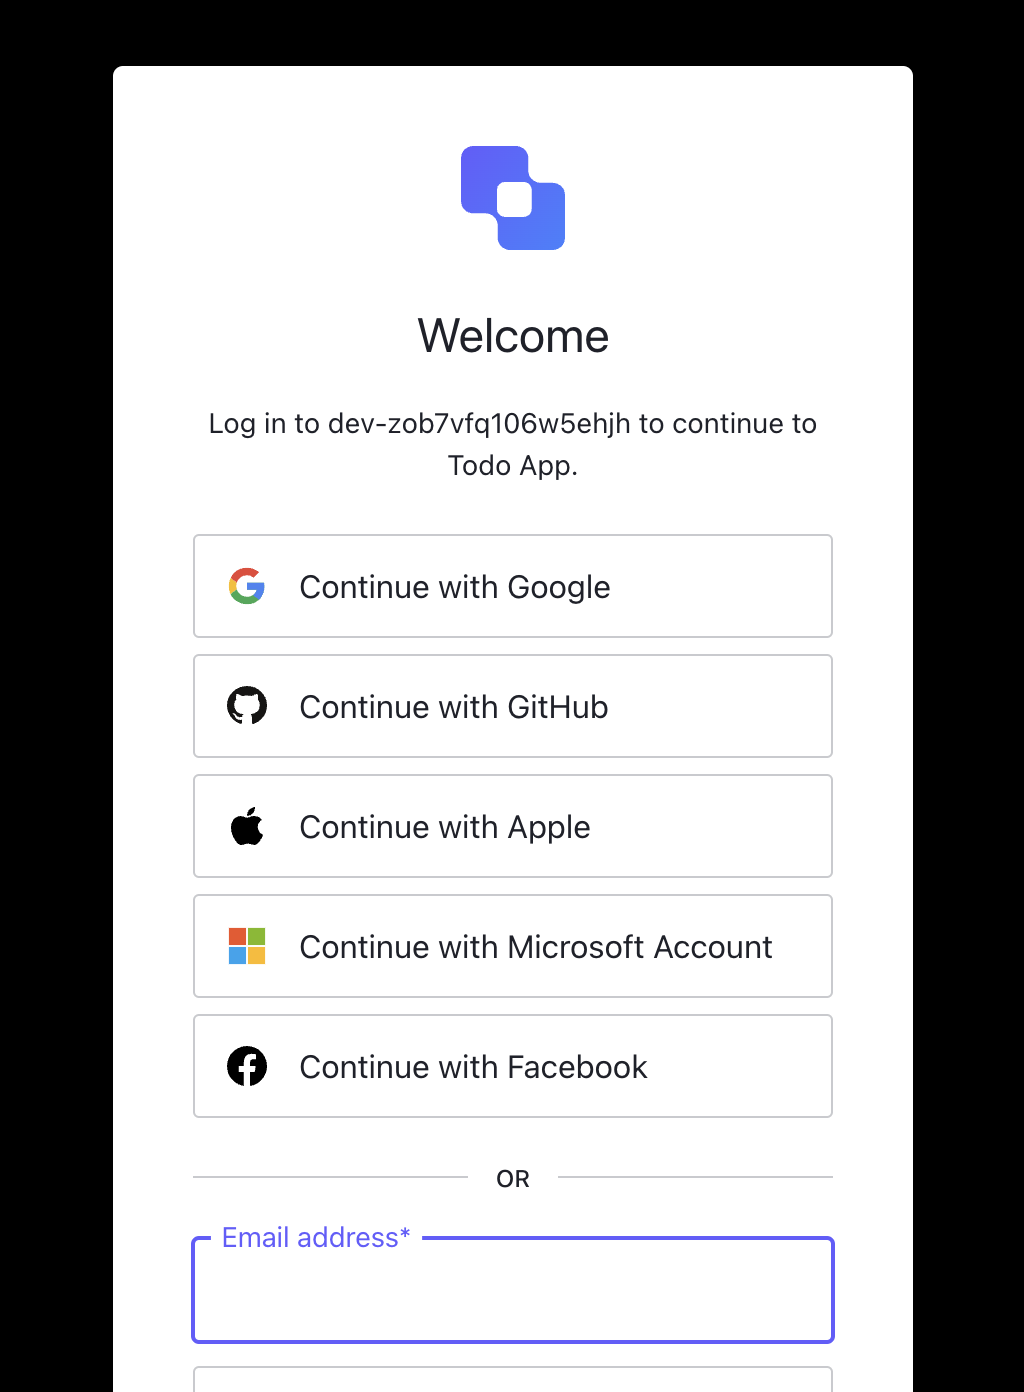 Welcome
Log in to dev-zob7vfq106w5ehjh to continue to
Todo App.
Continue with Google
Continue with GitHub
Continue with Apple
Continue with Microsoft Account
Continue with Facebook
OR
Email address*